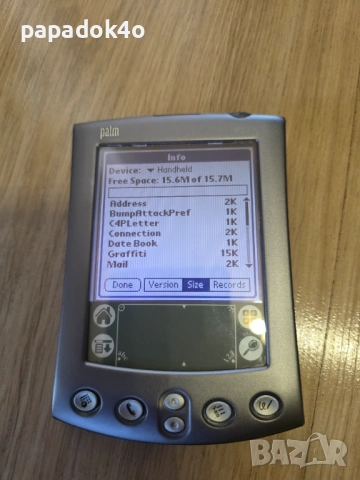 papadok4o
palm
Info
Device: Handheld
Free Space: 15.6M of 15.7M
Address 2K
BumpAttackPref 1K
C4PLetter 1K
Connection 2K
Date Book 1K
Graffiti 15K
Mail 2K
Done Version Size Records
BAZAR